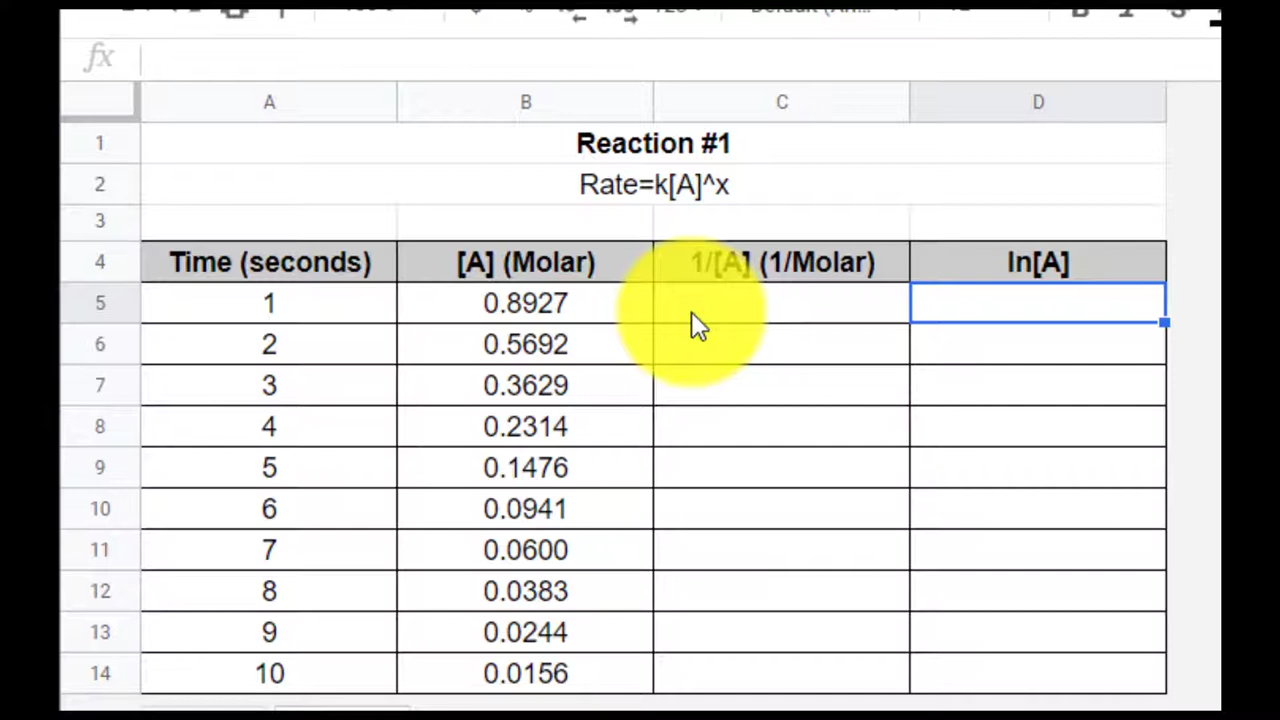 fx
A B C D
1 Reaction #1
2 Rate=k[A]^x
3
4 Time (seconds) [A] (Molar) 1/[A] (1/Molar) ln[A]
5 1 0.8927
6 2 0.5692
7 3 0.3629
8 4 0.2314
9 5 0.1476
10 6 0.0941
11 7 0.0600
12 8 0.0383
13 9 0.0244
14 10 0.0156